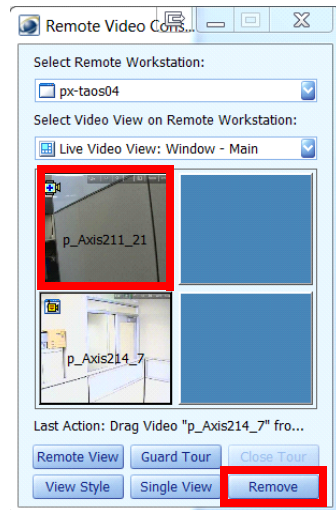 Remote Video Cons...
Select Remote Workstation:
px-taos04
Select Video View on Remote Workstation:
Live Video View: Window - Main
p_Axis211_21
p_Axis214_7
Last Action: Drag Video "p_Axis214_7" fro...
Remote View Guard Tour Close Tour
View Style Single View Remove